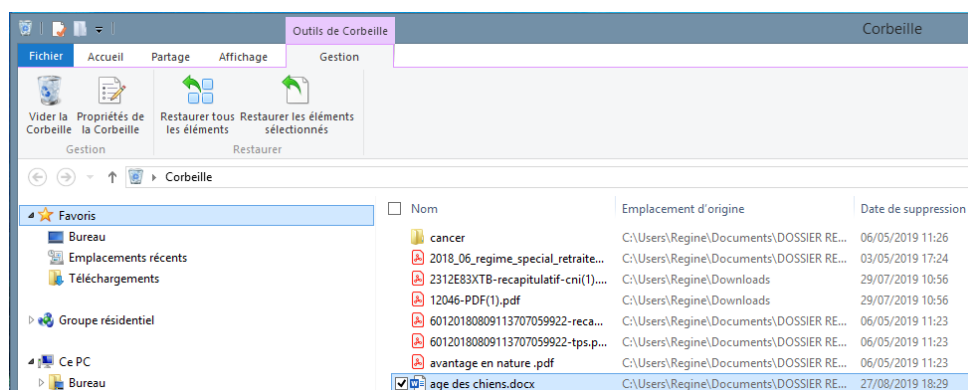 Outils de Corbeille
Corbeille
Fichier Accueil Partage Affichage Gestion
Vider la Corbeille
Propriétés de la Corbeille
Restaurer tous les éléments
Restaurer les éléments sélectionnés
Gestion
Restaurer
Corbeille
Favoris
Bureau
Emplacements récents
Téléchargements
Groupe résidentiel
Ce PC
Bureau
Nom Emplacement d'origine Date de suppression
cancer C:\Users\Regine\Documents\DOSSIER RE... 06/05/2019 11:26
2018_06_regime_special_retraite... C:\Users\Regine\Documents\DOSSIER RE... 03/05/2019 17:24
2312E83XTB-recapitulatif-cni(1).... C:\Users\Regine\Downloads 29/07/2019 10:56
12046-PDF(1).pdf C:\Users\Regine\Downloads 29/07/2019 10:56
60120180809113707059922-reca... C:\Users\Regine\Documents\DOSSIER RE... 06/05/2019 11:23
60120180809113707059922-tps.p... C:\Users\Regine\Documents\DOSSIER RE... 06/05/2019 11:23
avantage en nature .pdf C:\Users\Regine\Documents\DOSSIER RE... 06/05/2019 11:23
age des chiens.docx C:\Users\Regine\Documents\DOSSIER RE... 27/08/2019 18:29